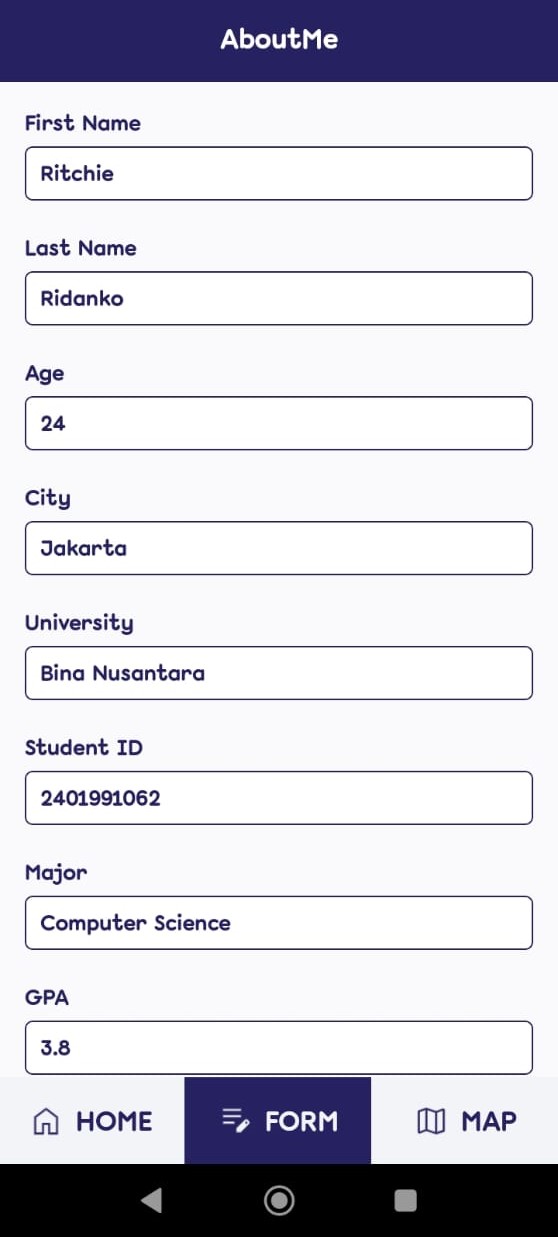 AboutMe
First Name
Ritchie
Last Name
Ridanko
Age
24
City
Jakarta
University
Bina Nusantara
Student ID
2401991062
Major
Computer Science
GPA
3.8
HOME FORM MAP